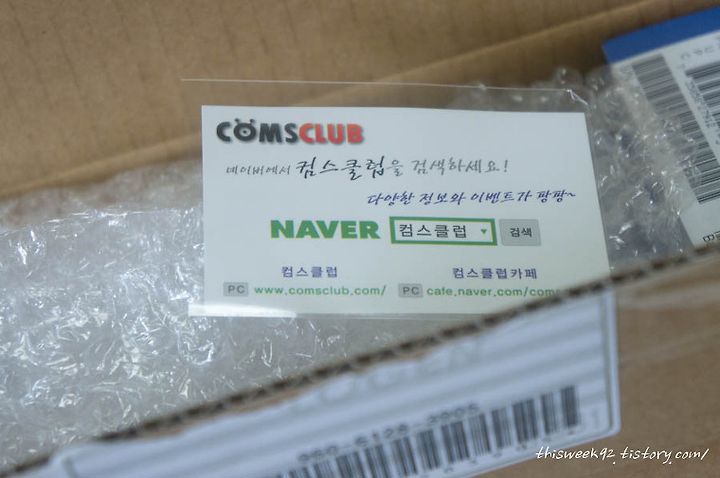 COMSCLUB
네이버에서 컴스클럽을 검색하세요!
다양한 정보와 이벤트가 팡팡~
NAVER 컴스클럽 검색
컴스클럽 컴스클럽카페
PC www.comsclub.com/ PC cafe.naver.com/coms
LOGEN
thisweek92.tistory.com/